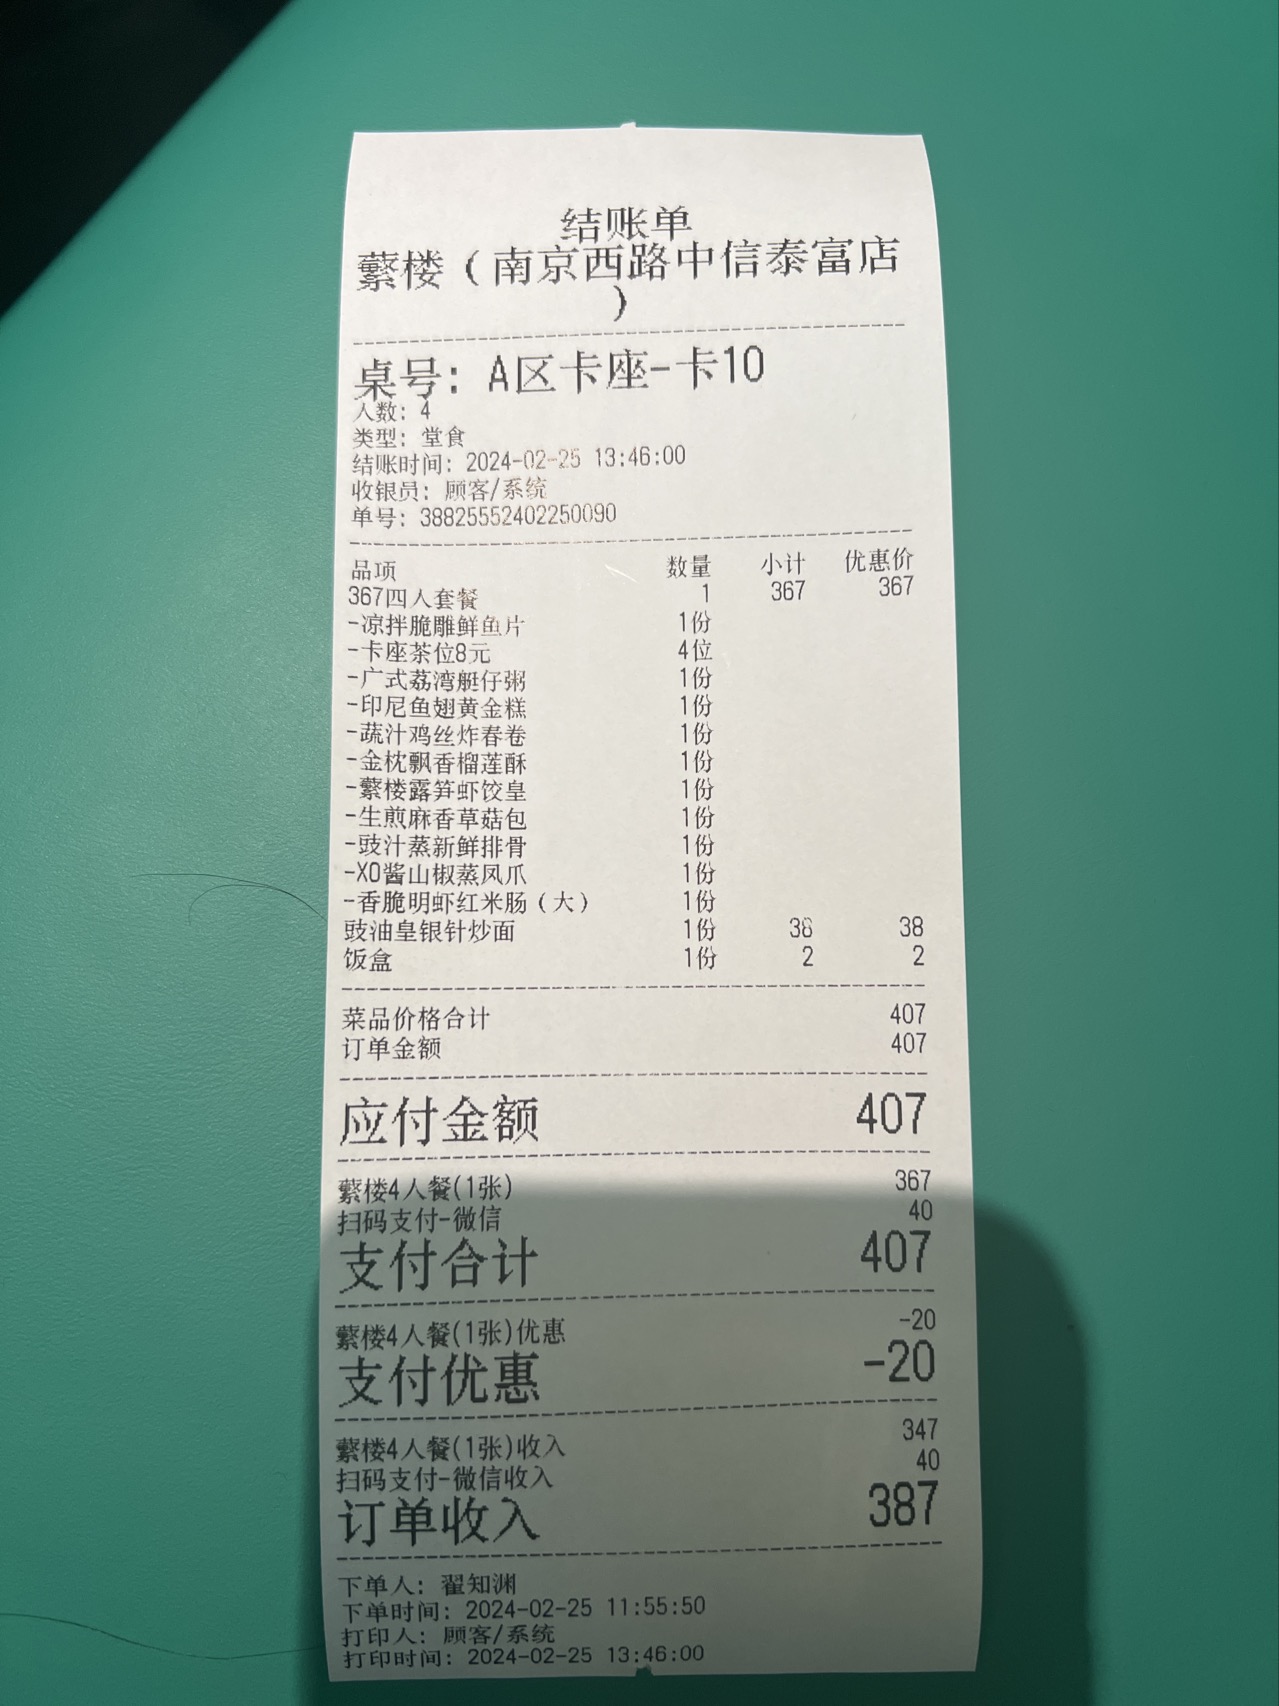 结账单
蘩楼（南京西路中信泰富店
）
桌号: A区卡座-卡10
人数: 4
类型: 堂食
结账时间: 2024-02-25 13:46:00
收银员: 顾客/系统
单号: 38825552402250090
品项 数量 小计 优惠价
367四人套餐 1 367 367
-凉拌脆雕鲜鱼片 1份
-卡座茶位8元 4位
-广式荔湾艇仔粥 1份
-印尼鱼翅黄金糕 1份
-蔬汁鸡丝炸春卷 1份
-金枕飘香榴莲酥 1份
-蘩楼露笋虾饺皇 1份
-生煎麻香草菇包 1份
-豉汁蒸新鲜排骨 1份
-XO酱山椒蒸凤爪 1份
-香脆明虾红米肠（大） 1份
豉油皇银针炒面 1份 38 38
饭盒 1份 2 2
菜品价格合计 407
订单金额 407
应付金额 407
蘩楼4人餐(1张) 367
扫码支付-微信 40
支付合计 407
蘩楼4人餐(1张)优惠 -20
支付优惠 -20
蘩楼4人餐(1张)收入 347
扫码支付-微信收入 40
订单收入 387
下单人: 翟知渊
下单时间: 2024-02-25 11:55:50
打印人: 顾客/系统
打印时间: 2024-02-25 13:46:00